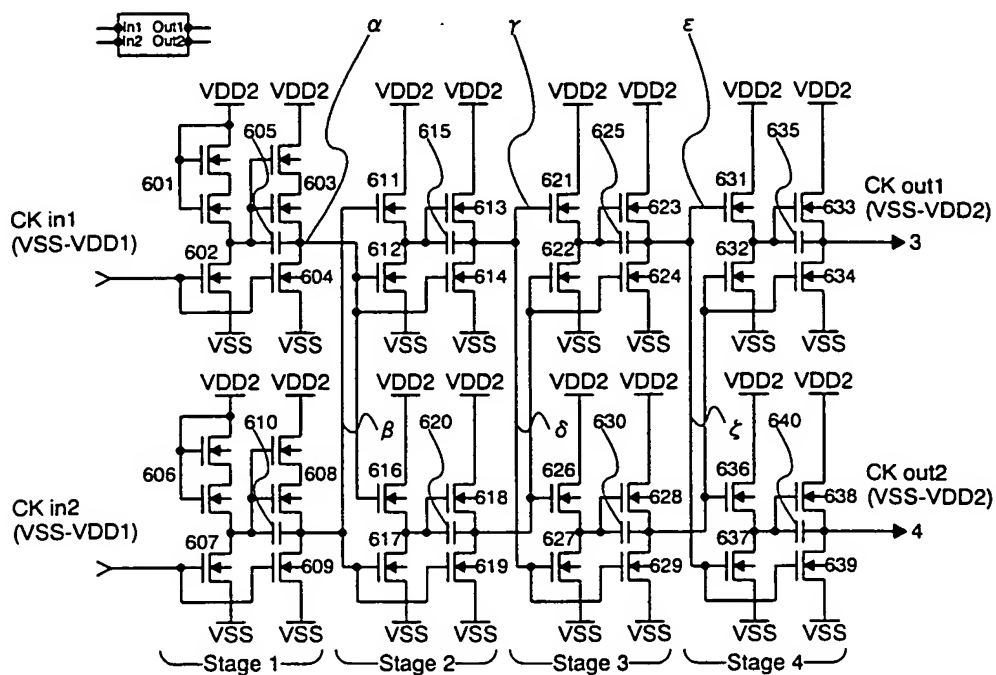 In1 Out1
In2 Out2
α γ ε
VDD2 VDD2 VDD2 VDD2 VDD2 VDD2 VDD2 VDD2
605 615 625 635
601 603 611 613 621 623 631 633
CK in1
(VSS-VDD1)
CK out1
(VSS-VDD2)
3
602 604 612 614 622 624 632 634
VSS VSS VSS VSS VSS VSS VSS VSS
VDD2 VDD2 VDD2 VDD2 VDD2 VDD2 VDD2 VDD2
610 β 620 δ 630 ζ 640
606 608 616 618 626 628 636 638
CK in2
(VSS-VDD1)
CK out2
(VSS-VDD2)
4
607 609 617 619 627 629 637 639
VSS VSS VSS VSS VSS VSS VSS VSS
Stage 1 Stage 2 Stage 3 Stage 4